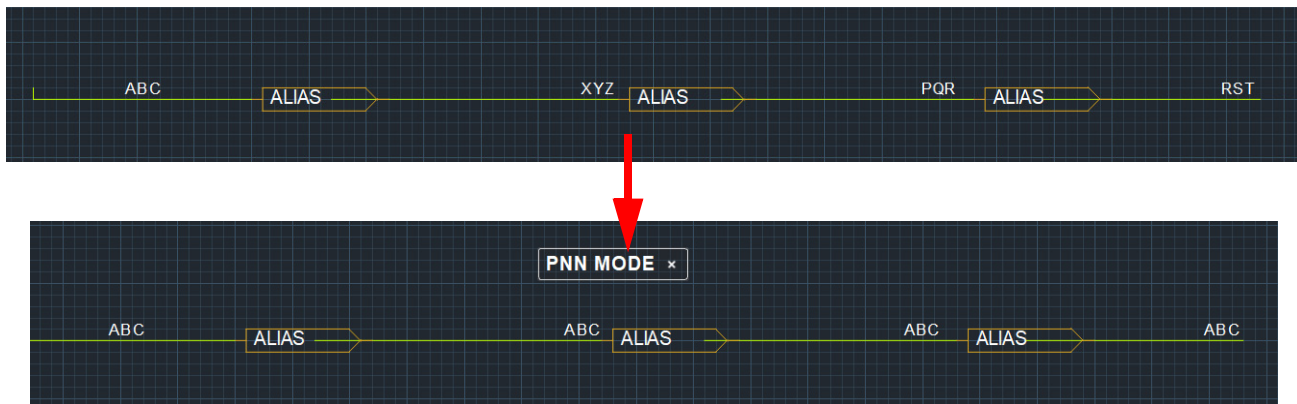 ABC ALIAS XYZ ALIAS PQR ALIAS RST
PNN MODE ×
ABC ALIAS ABC ALIAS ABC ALIAS ABC